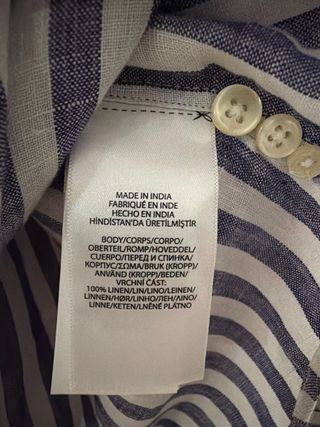 MADE IN INDIA
FABRIQUÉ EN INDE
HECHO EN INDIA
HİNDİSTAN'DA ÜRETİLMİŞTİR
BODY/CORPS/CORPO/
OBERTEIL/ROMP/HOVEDDEL/
CUERPO/ПЕРЕД И СПИНКА/
КОРПУС/ΣΩΜΑ/BRUK (KROPP)/
ANVÄND (KROPP)/BEDEN/
VRCHNÍ ČÁST:
100% LINEN/LIN/LINO/LEINEN/
LINNEN/HØR/LINHO/ЛЕН/ΛΙΝΟ/
LINNE/KETEN/LNĚNÉ PLÁTNO